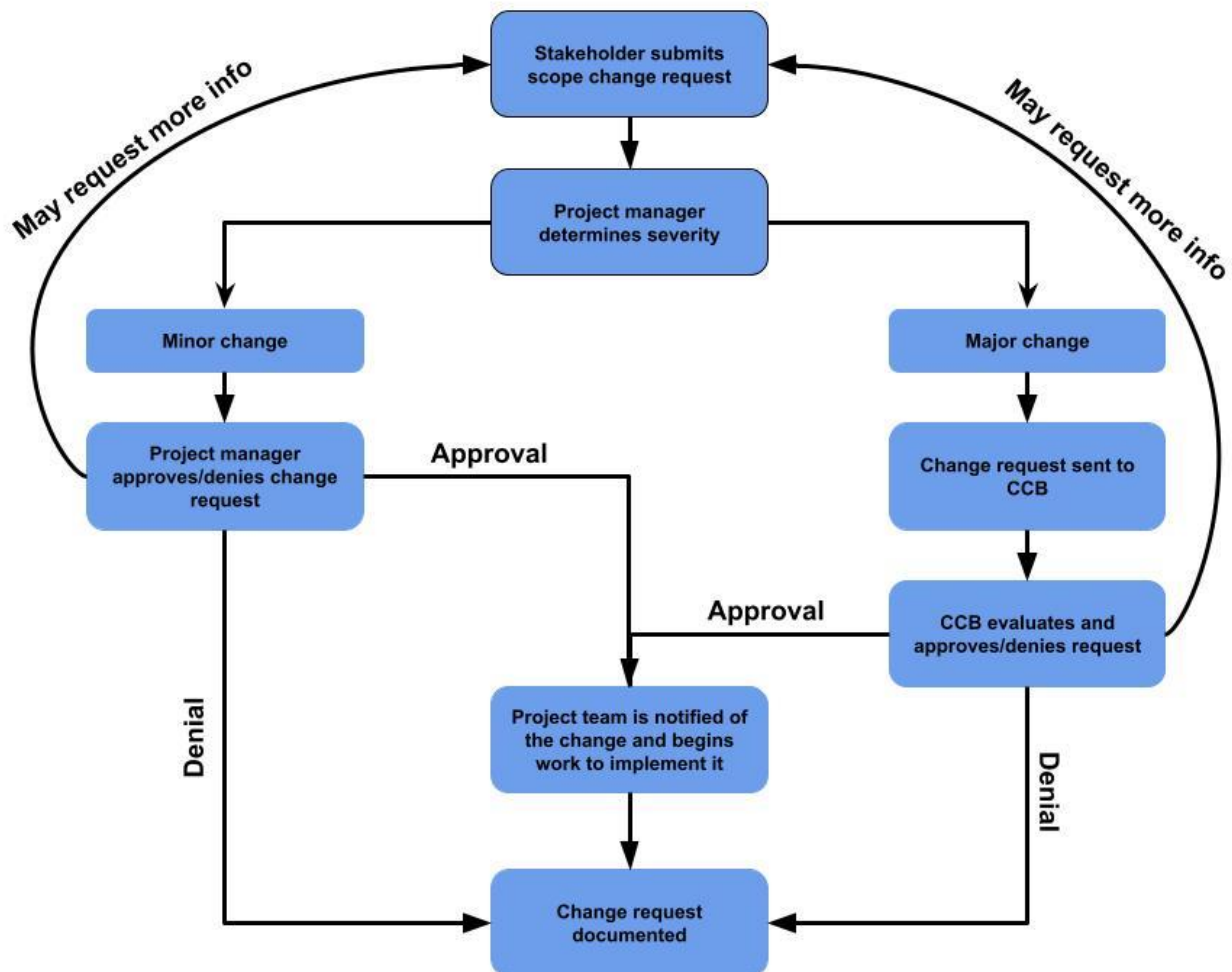 Stakeholder submits
scope change request
May request more info
May request more info
Project manager
determines severity
Minor change
Major change
Project manager
approves/denies change
request
Approval
Change request sent to
CCB
Approval
CCB evaluates and
approves/denies request
Denial
Project team is notified of
the change and begins
work to implement it
Denial
Change request
documented